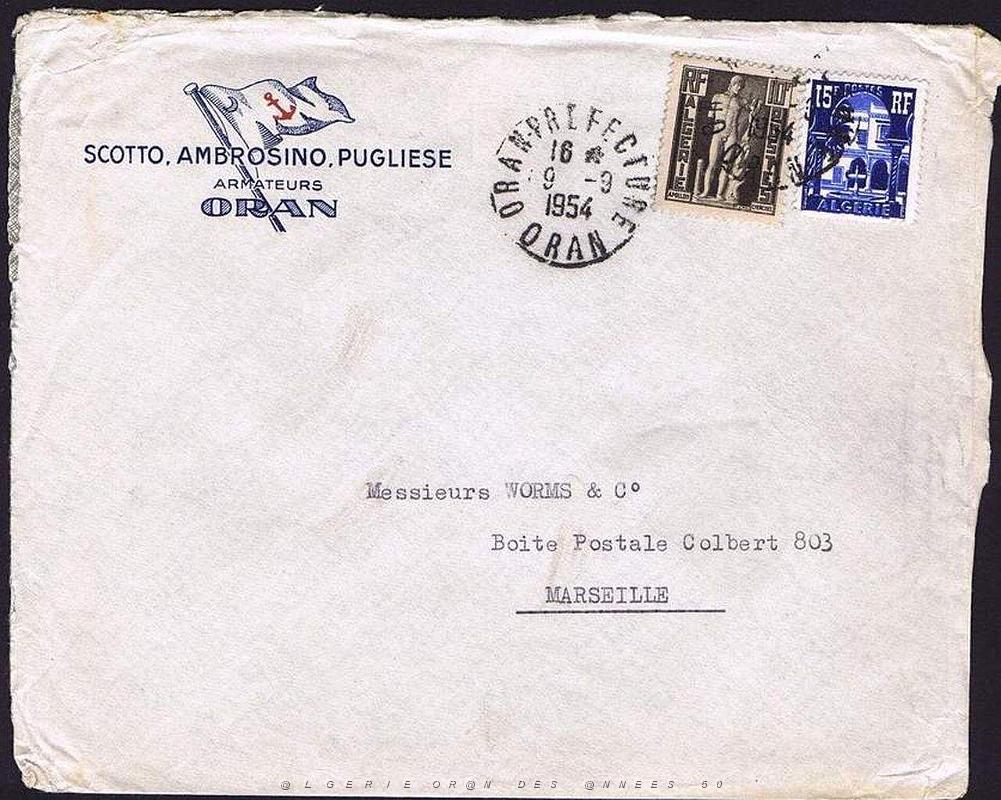 SCOTTO, AMBROSINO, PUGLIESE
ARMATEURS
ORAN
ORAN-PREFECTURE
16 *
9 -9
1954
ORAN
RF
10F
POSTES
ALGERIE
15F POSTES RF
ALGERIE
Messieurs WORMS & C°
Boite Postale Colbert 803
MARSEILLE
@LGERIE OR@N DES @NNEES 50